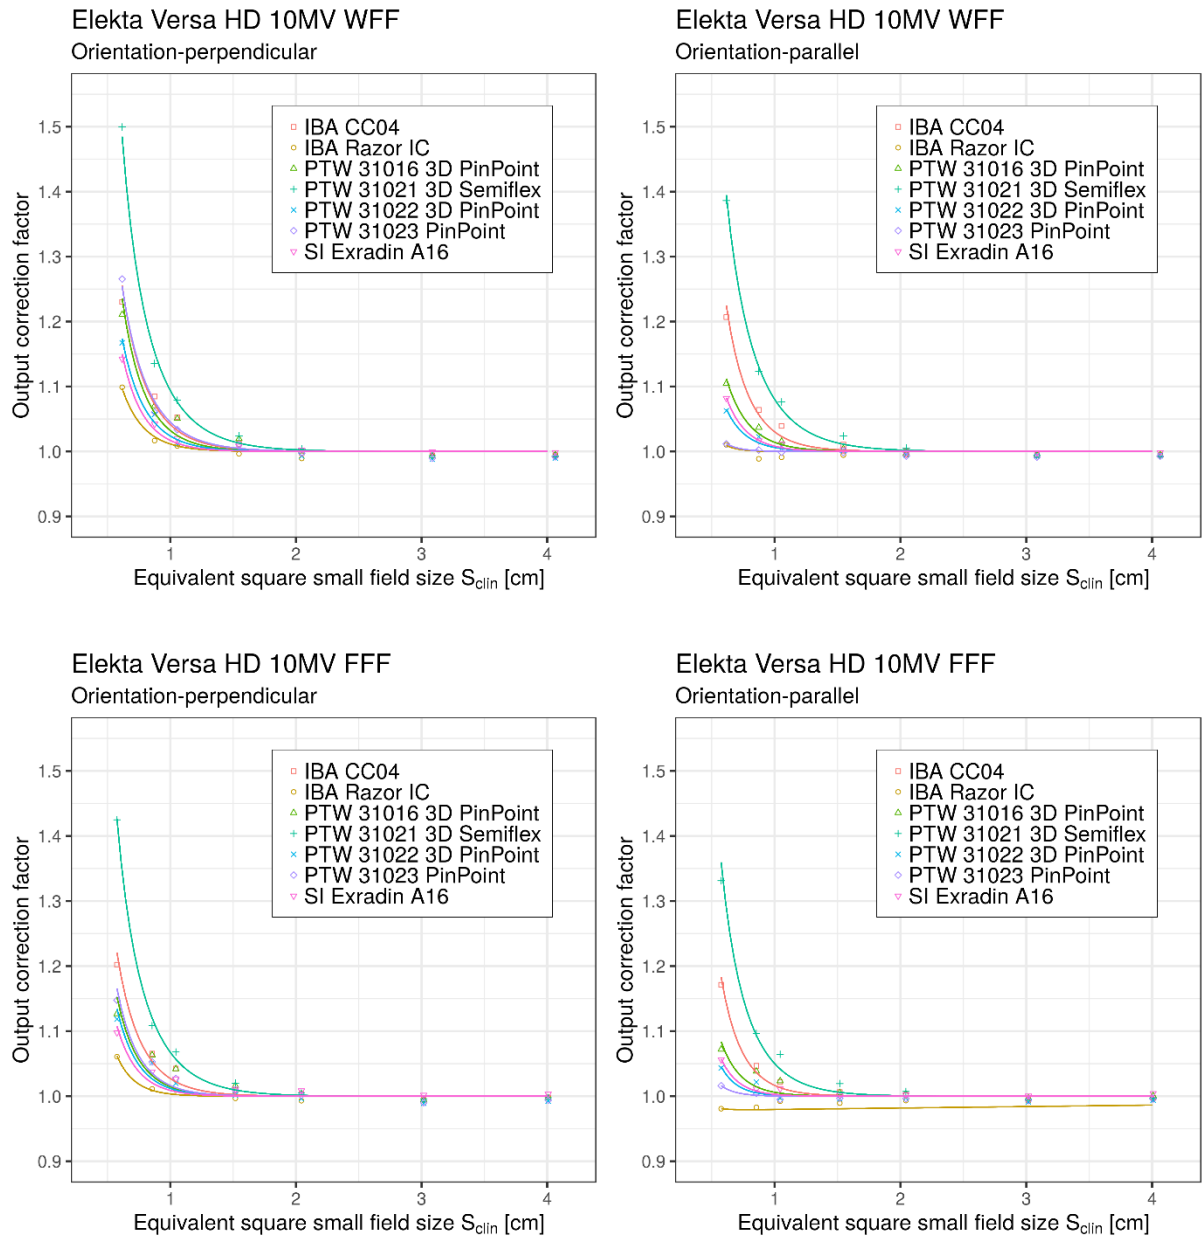 Elekta Versa HD 10MV WFF
Orientation-perpendicular
1.5
1.4
1.3
1.2
1.1
1.0
0.9
Output correction factor
IBA CC04
IBA Razor IC
PTW 31016 3D PinPoint
PTW 31021 3D Semiflex
PTW 31022 3D PinPoint
PTW 31023 PinPoint
SI Exradin A16
1 2 3 4
Equivalent square small field size Sclin [cm]
Elekta Versa HD 10MV WFF
Orientation-parallel
1.5
1.4
1.3
1.2
1.1
1.0
0.9
Output correction factor
IBA CC04
IBA Razor IC
PTW 31016 3D PinPoint
PTW 31021 3D Semiflex
PTW 31022 3D PinPoint
PTW 31023 PinPoint
SI Exradin A16
1 2 3 4
Equivalent square small field size Sclin [cm]
Elekta Versa HD 10MV FFF
Orientation-perpendicular
1.5
1.4
1.3
1.2
1.1
1.0
0.9
Output correction factor
IBA CC04
IBA Razor IC
PTW 31016 3D PinPoint
PTW 31021 3D Semiflex
PTW 31022 3D PinPoint
PTW 31023 PinPoint
SI Exradin A16
1 2 3 4
Equivalent square small field size Sclin [cm]
Elekta Versa HD 10MV FFF
Orientation-parallel
1.5
1.4
1.3
1.2
1.1
1.0
0.9
Output correction factor
IBA CC04
IBA Razor IC
PTW 31016 3D PinPoint
PTW 31021 3D Semiflex
PTW 31022 3D PinPoint
PTW 31023 PinPoint
SI Exradin A16
1 2 3 4
Equivalent square small field size Sclin [cm]